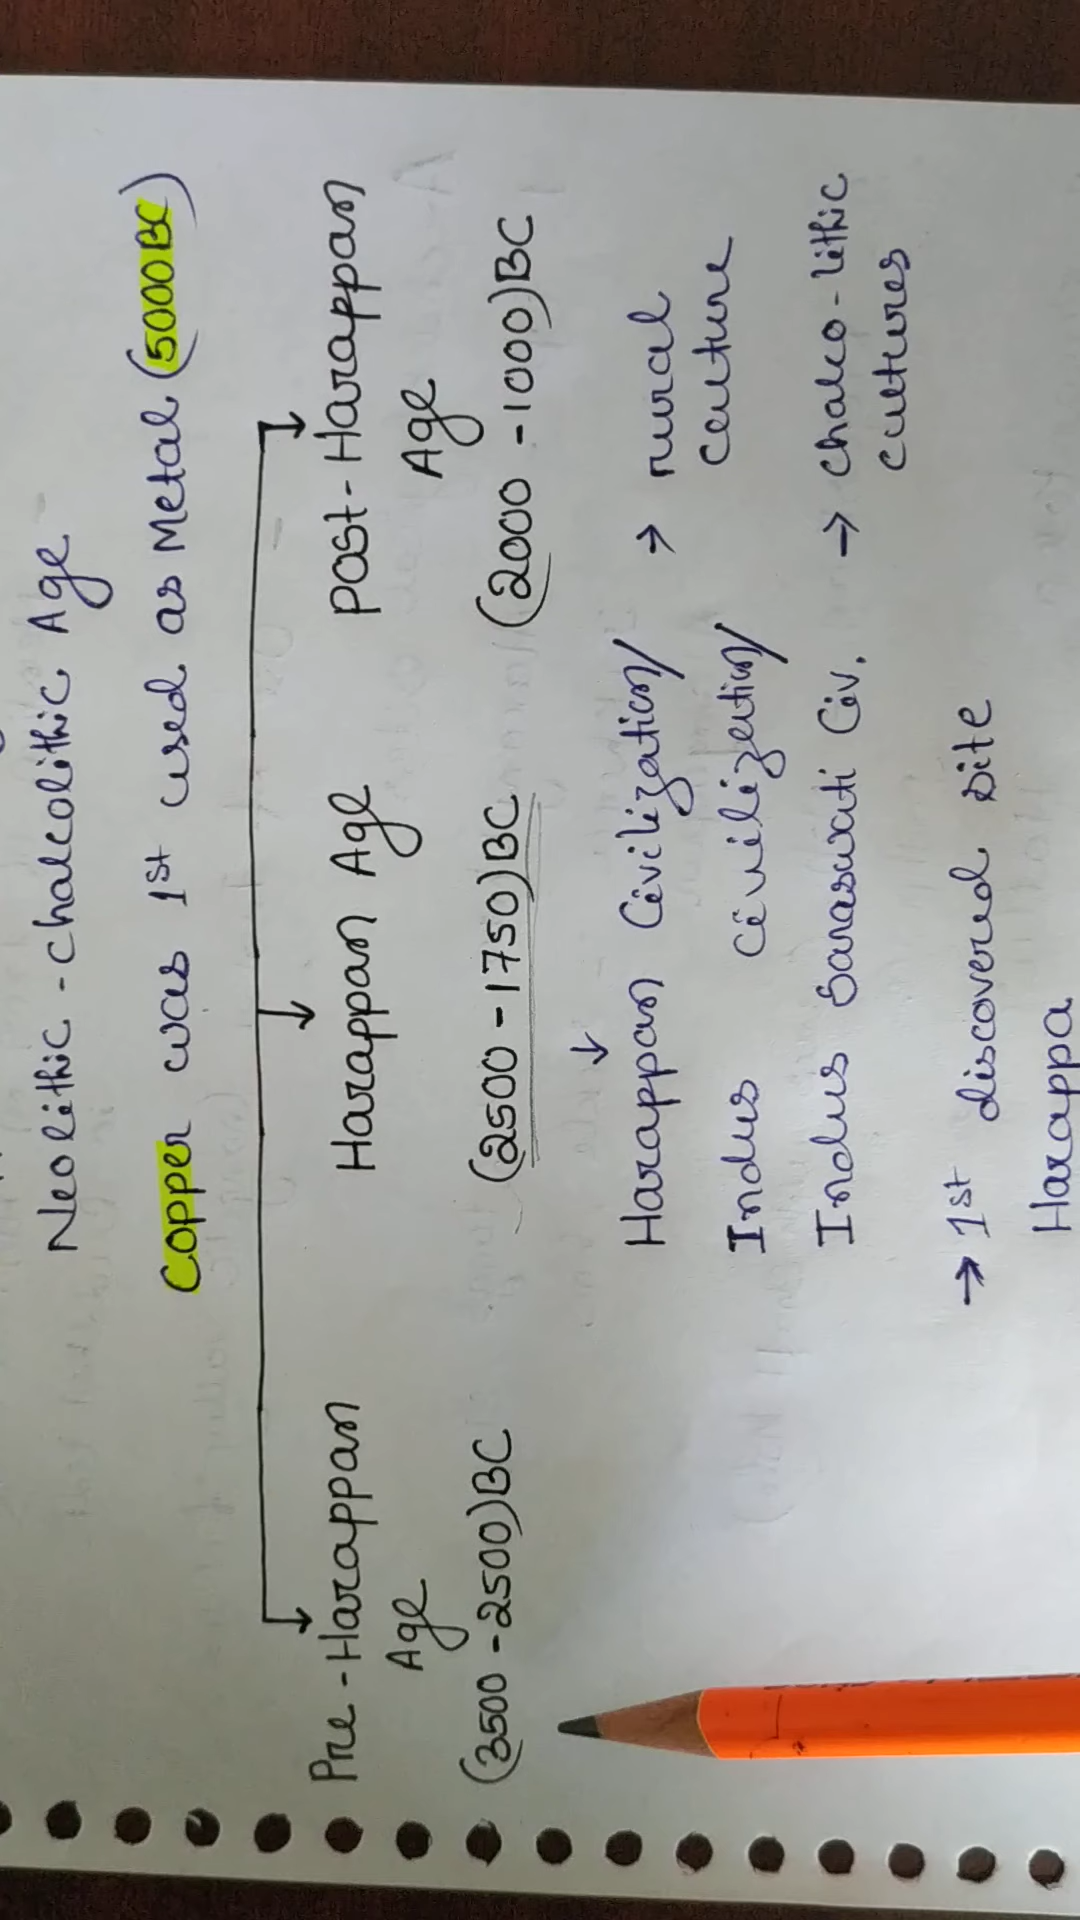 Neolithic - chalcolithic Age
Copper was 1st used as Metal (5000BC)
Pre - Harappan
Age
(3500 - 2500)BC
Harappan Age
(2500 - 1750)BC
Post - Harappan
Age
(2000 - 1000)BC
Harappan Civilization/
Indus civilization/
Indus Saraswati Civ.
→ 1st discovered site
Harappa
→ rural
culture
→ chalco - lithic
cultures